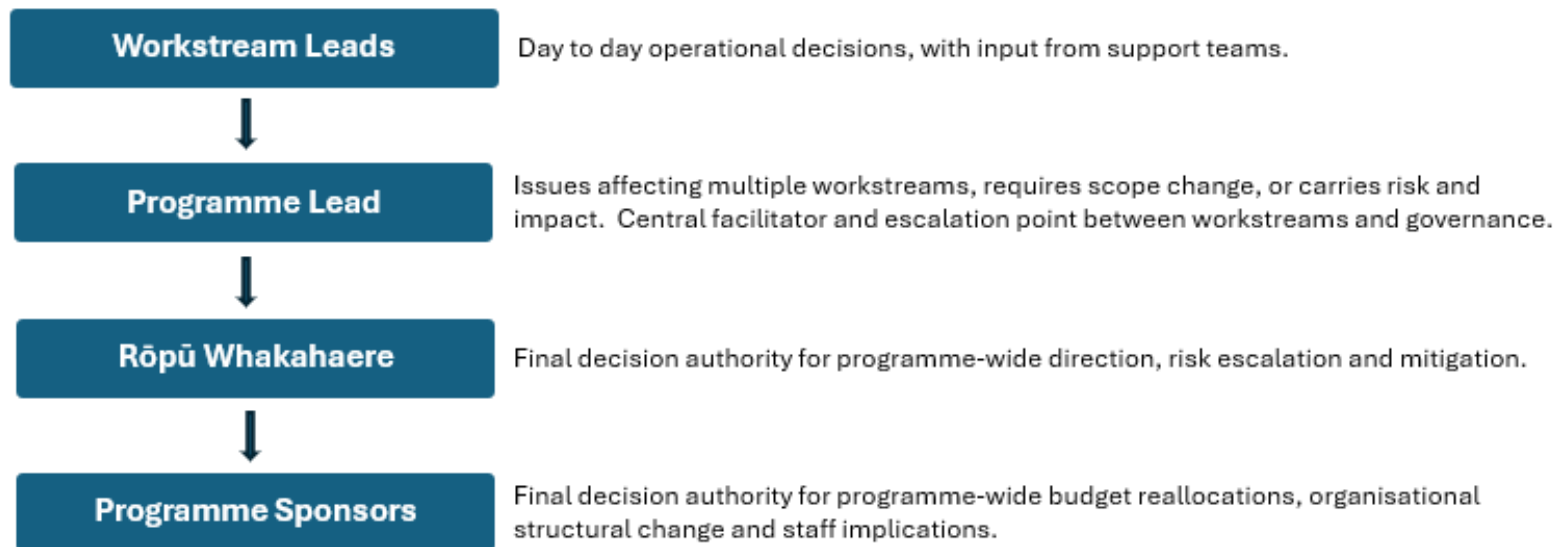 Workstream Leads
Day to day operational decisions, with input from support teams.
Programme Lead
Issues affecting multiple workstreams, requires scope change, or carries risk and
impact.  Central facilitator and escalation point between workstreams and governance.
Rōpū Whakahaere
Final decision authority for programme-wide direction, risk escalation and mitigation.
Programme Sponsors
Final decision authority for programme-wide budget reallocations, organisational
structural change and staff implications.